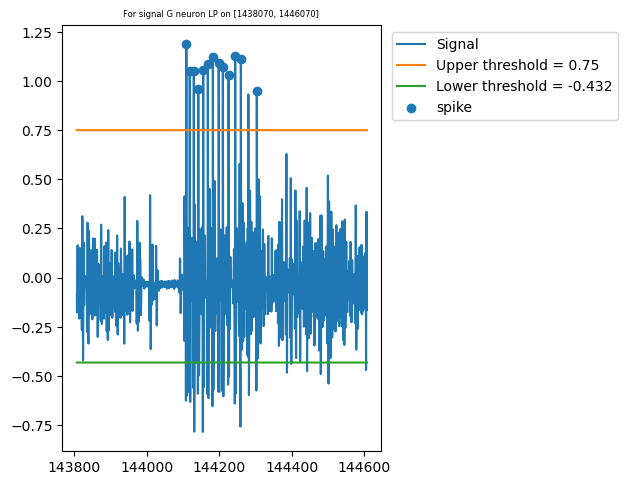 For signal G neuron LP on [1438070, 1446070]
1.25
1.00
0.75
0.50
0.25
0.00
-0.25
-0.50
-0.75
143800 144000 144200 144400 144600
Signal
Upper threshold = 0.75
Lower threshold = -0.432
spike